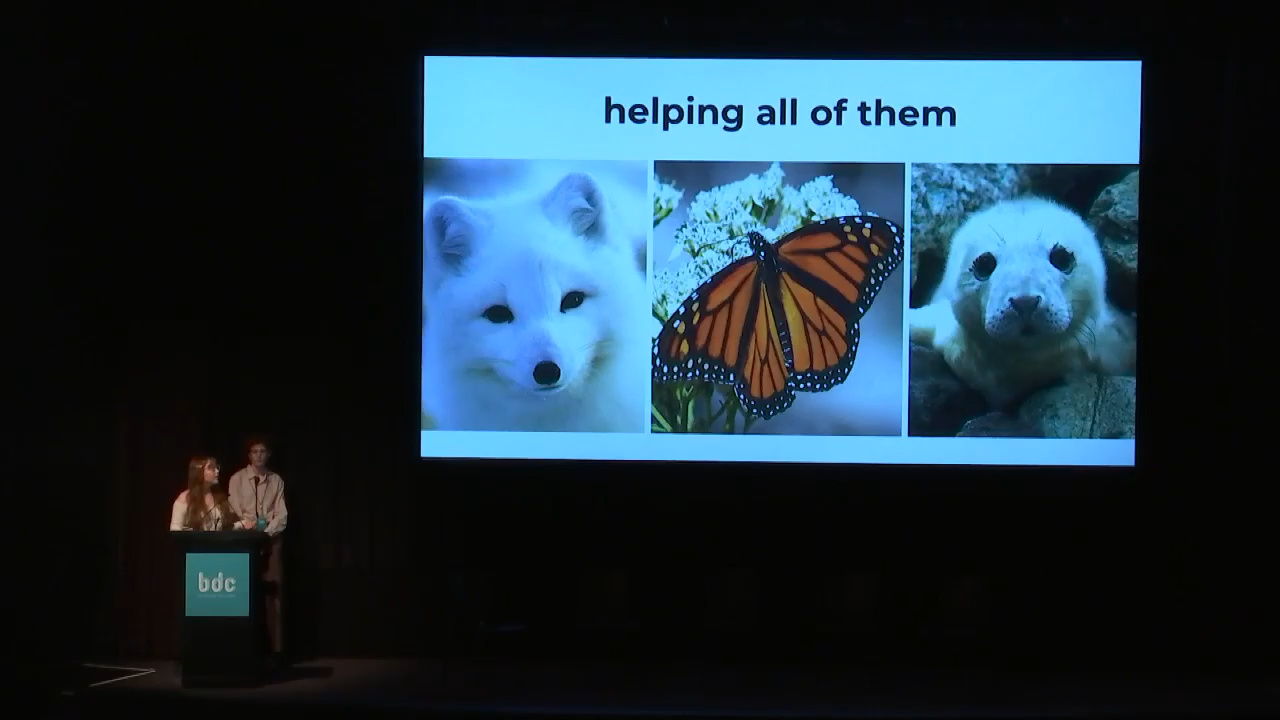 helping all of them
bdc